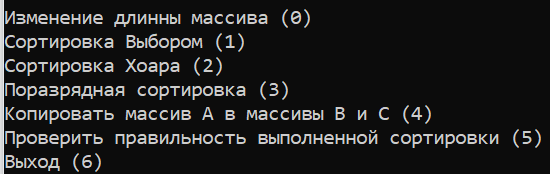 Изменение длинны массива (0)
Сортировка Выбором (1)
Сортировка Хоара (2)
Поразрядная сортировка (3)
Копировать массив А в массивы В и С (4)
Проверить правильность выполненной сортировки (5)
Выход (6)